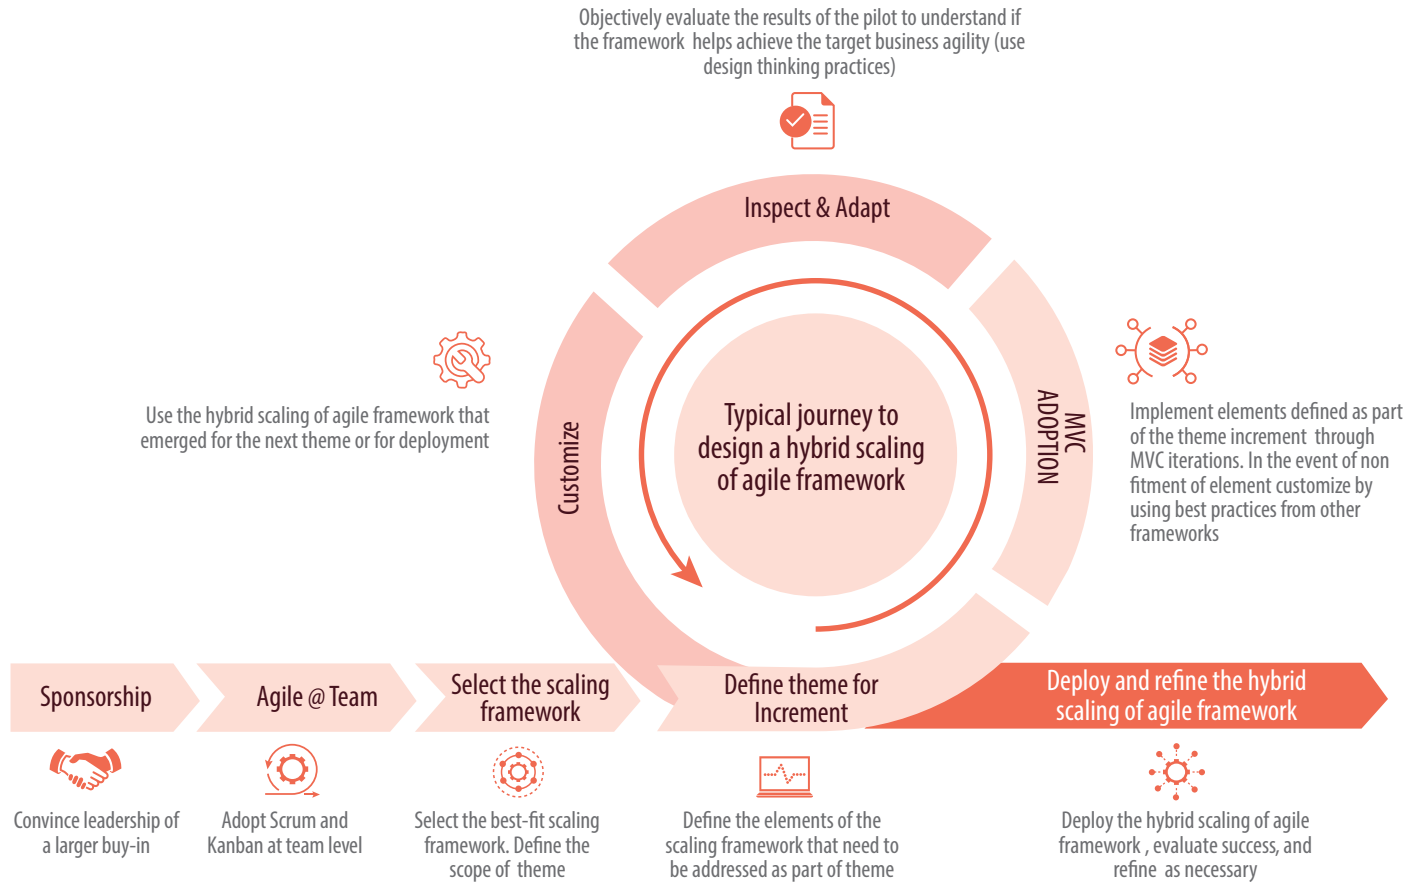 Objectively evaluate the results of the pilot to understand if
the framework helps achieve the target business agility (use
design thinking practices)
Inspect & Adapt
MVC
ADOPTION
Implement elements defined as part
of the theme increment through
MVC iterations. In the event of non
fitment of element customize by
using best practices from other
frameworks
Use the hybrid scaling of agile framework that
emerged for the next theme or for deployment
Customize
Typical journey to
design a hybrid scaling
of agile framework
Sponsorship
Convince leadership of
a larger buy-in
Agile @ Team
Adopt Scrum and
Kanban at team level
Select the scaling
framework
Select the best-fit scaling
framework. Define the
scope of theme
Define theme for
Increment
Define the elements of the
scaling framework that need to
be addressed as part of theme
Deploy and refine the hybrid
scaling of agile framework
Deploy the hybrid scaling of agile
framework , evaluate success, and
refine as necessary